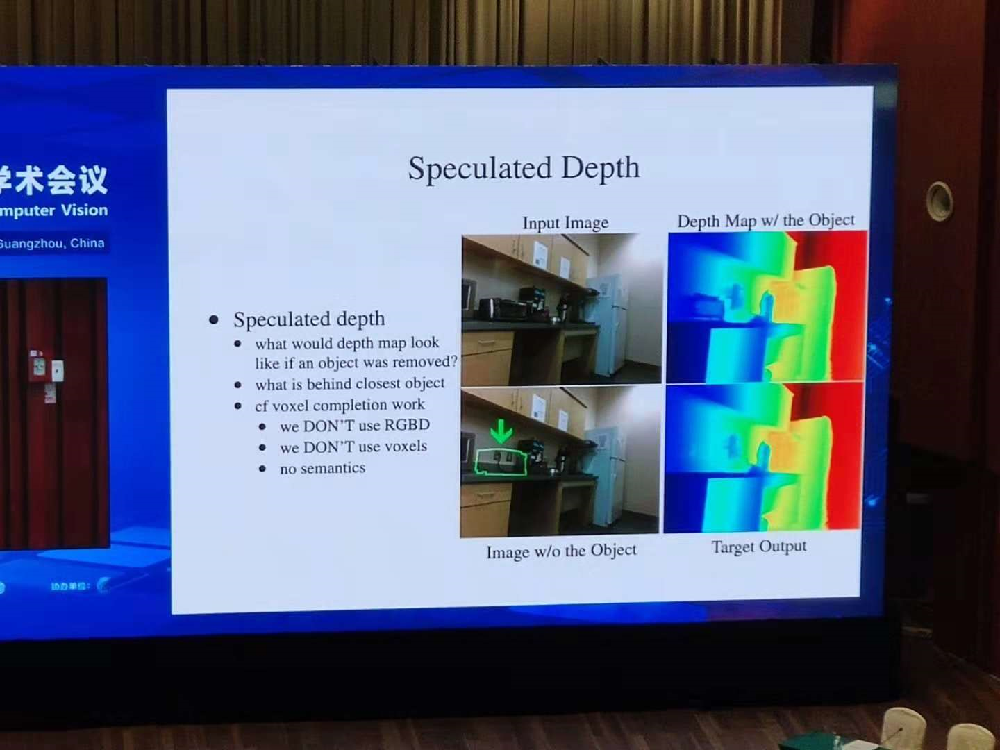 学术会议
mputer Vision
Guangzhou, China
协办单位:
Speculated Depth
Input Image
Depth Map w/ the Object
Speculated depth
what would depth map look
like if an object was removed?
what is behind closest object
cf voxel completion work
we DON'T use RGBD
we DON'T use voxels
no semantics
Image w/o the Object
Target Output